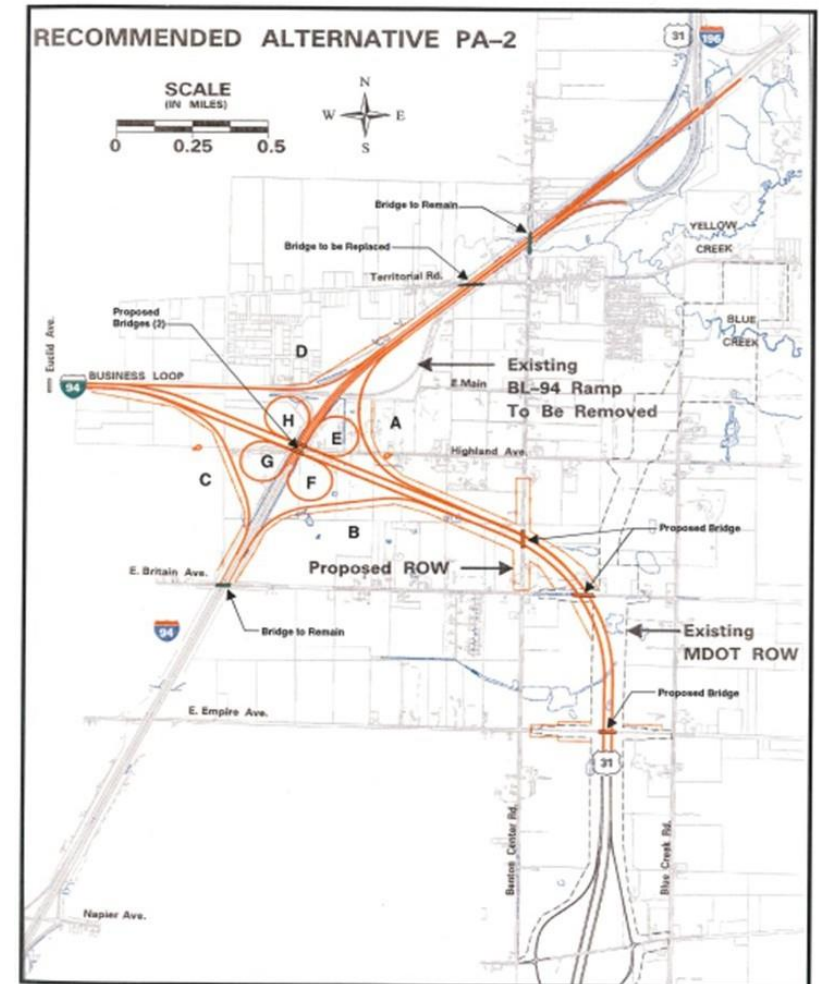 RECOMMENDED ALTERNATIVE PA-2
31
196
SCALE
(IN MILES)
0 0.25 0.5
N
W E
S
Bridge to Remain
Bridge to be Replaced
Territorial Rd.
YELLOW
CREEK
BLUE
CREEK
Proposed
Bridges (2)
Euclid Ave.
94
BUSINESS LOOP
D
Existing
BL-94 Ramp
To Be Removed
E.Main
H
E
A
G
F
C
B
Highland Ave.
Proposed Bridge
Proposed ROW
E. Britain Ave.
94
Bridge to Remain
Existing
MDOT ROW
Proposed Bridge
E. Empire Ave.
31
Benton Center Rd.
Blue Creek Rd.
Napier Ave.